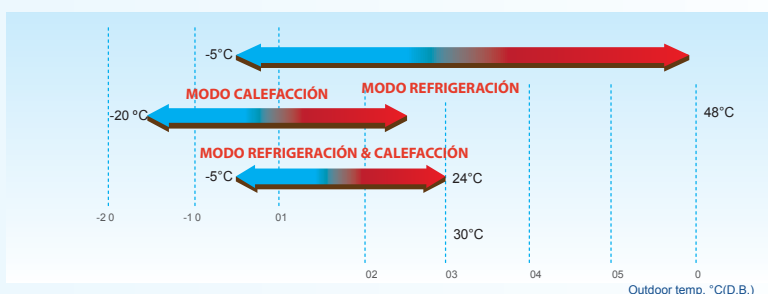 -5°C
MODO REFRIGERACIÓN
MODO CALEFACCIÓN
-20 ºC
48°C
MODO REFRIGERACIÓN & CALEFACCIÓN
-5°C
24°C
30°C
-2 0
-1 0
01
02
03
04
05
0
Outdoor temp. °C(D.B.)